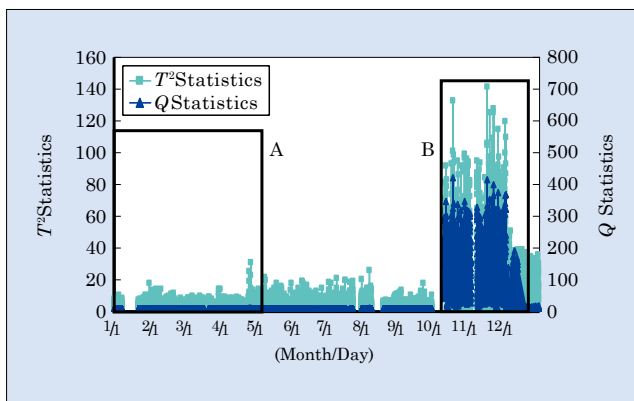 160 800
T²Statistics
140 700
QStatistics
120 600
A B
100 500
80 400
60 300
40 200
20 100
0 0
T²Statistics
Q Statistics
1/1 2/1 3/1 4/1 5/1 6/1 7/1 8/1 9/1 10/1 11/1 12/1
(Month/Day)